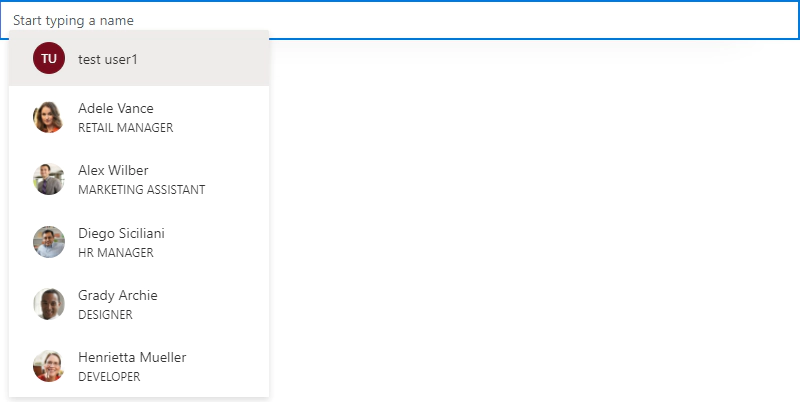 Start typing a name
TU
test user1
Adele Vance
RETAIL MANAGER
Alex Wilber
MARKETING ASSISTANT
Diego Siciliani
HR MANAGER
Grady Archie
DESIGNER
Henrietta Mueller
DEVELOPER